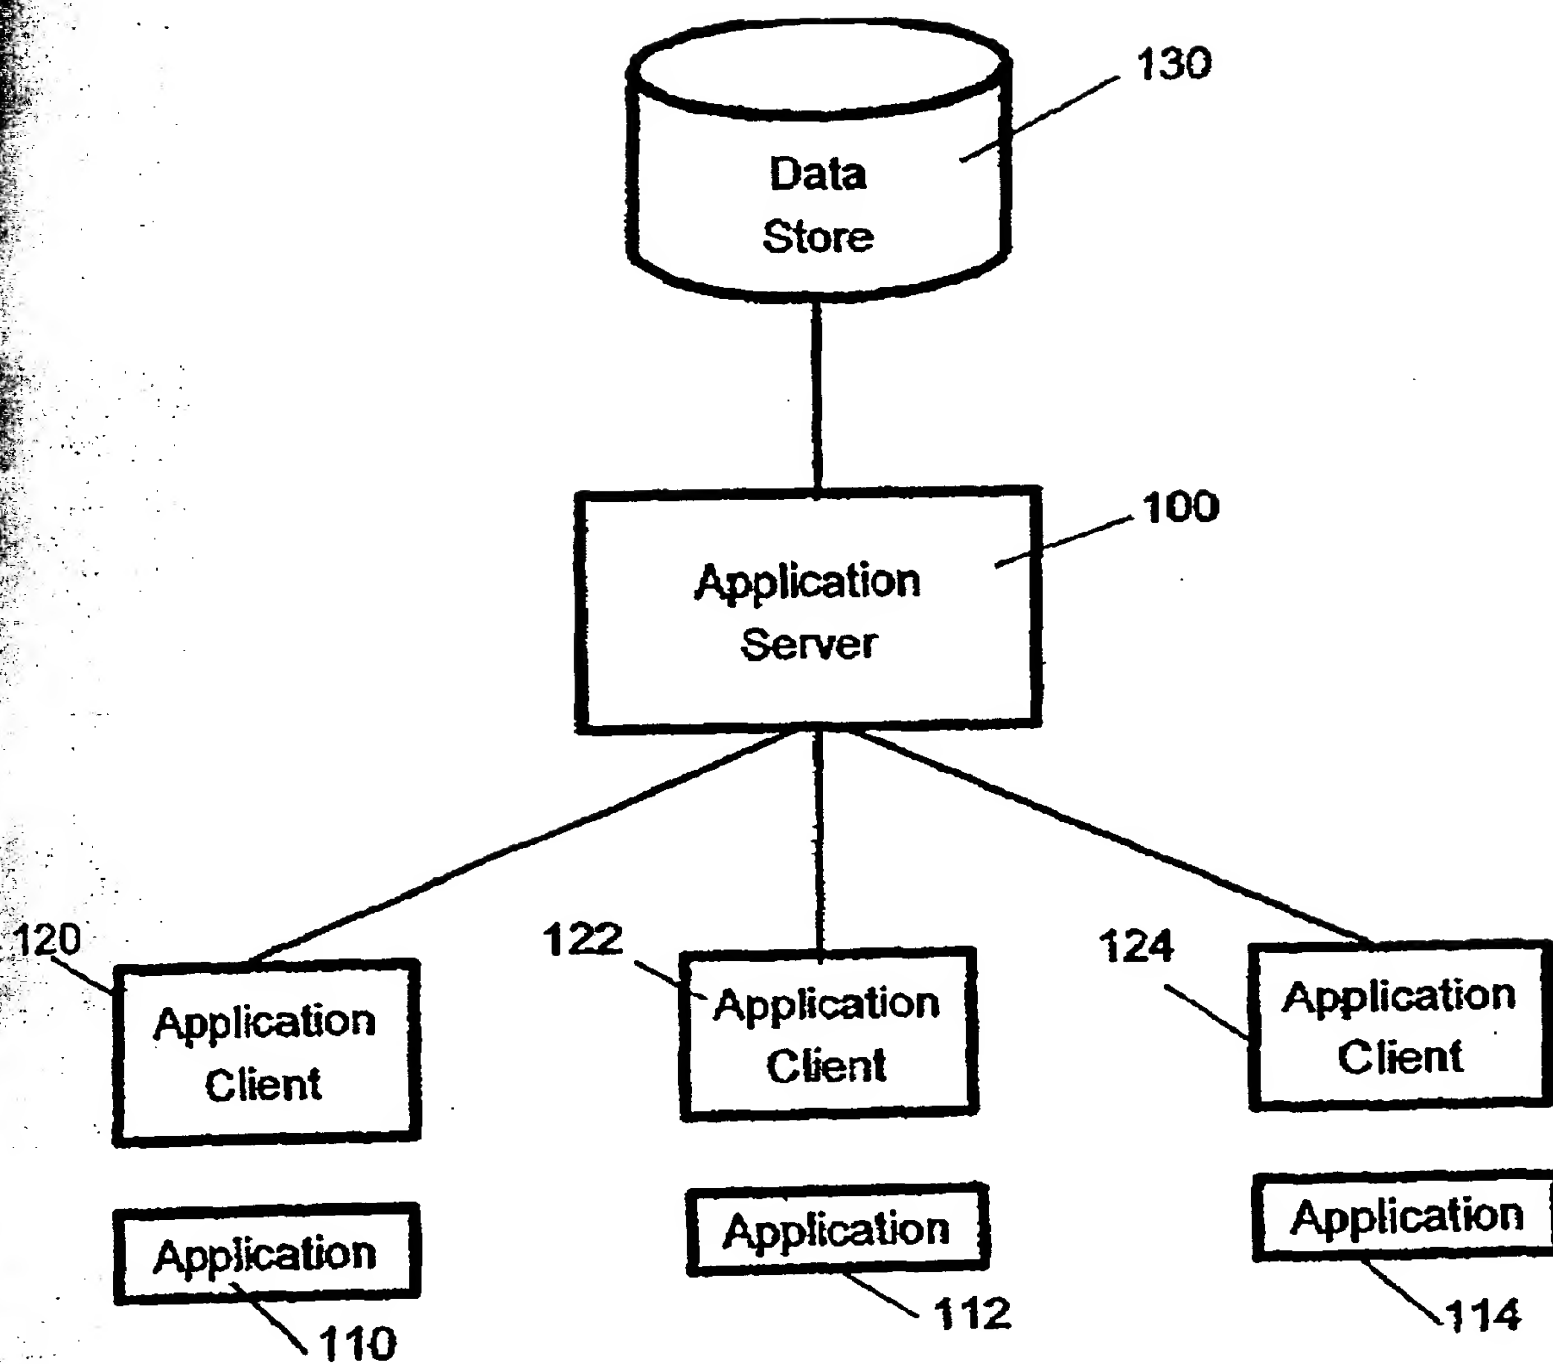 130
Data
Store
100
Application
Server
120
122
124
Application
Client
Application
Client
Application
Client
Application
Application
Application
110
112
114